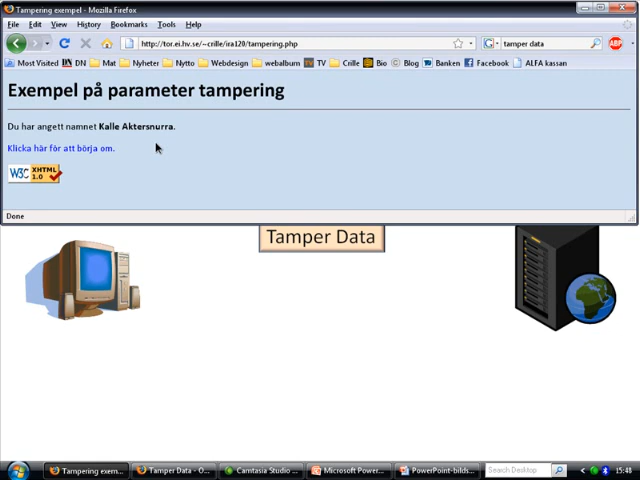 Tampering exempel - Mozilla Firefox
File Edit View History Bookmarks Tools Help
http://tor.ei.hv.se/~crille/ira120/tampering.php
tamper data
ABP
Most Visited DN Mat Nyheter Nytto Webdesign webalbum TV Crille Bio Blog Banken Facebook ALFA kassan
Exempel på parameter tampering
Du har angett namnet Kalle Aktersnurra.
Klicka här för att börja om.
W3C XHTML 1.0
Done
Tamper Data
Tampering exem... Tamper Data - O... Camtasia Studio ... Microsoft Power... PowerPoint-bilds... Search Desktop 15:48